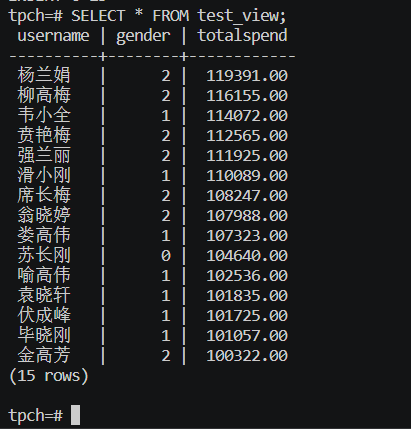 tpch=# SELECT * FROM test_view;
username | gender | totalspend
----------+--------+------------
杨兰娟 | 2 | 119391.00
柳高梅 | 2 | 116155.00
韦小全 | 1 | 114072.00
贲艳梅 | 2 | 112565.00
强兰丽 | 2 | 111925.00
滑小刚 | 1 | 110089.00
席长梅 | 2 | 108247.00
翁晓婷 | 2 | 107988.00
娄高伟 | 1 | 107323.00
苏长刚 | 0 | 104640.00
喻高伟 | 1 | 102536.00
袁晓轩 | 1 | 101835.00
伏成峰 | 1 | 101725.00
毕晓刚 | 1 | 101057.00
金高芳 | 2 | 100322.00
(15 rows)
tpch=#